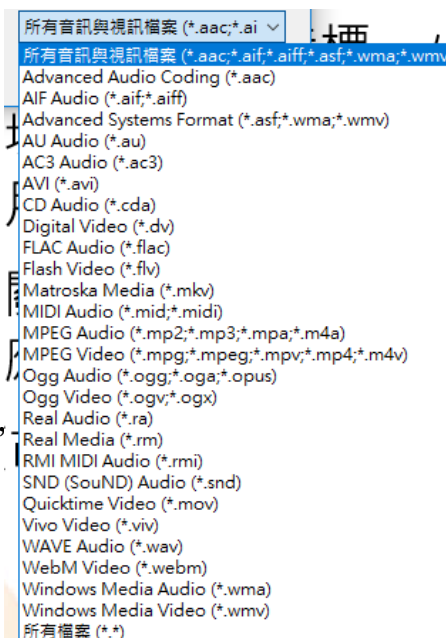 所有音訊與視訊檔案 (*.aac;*.ai
所有音訊與視訊檔案 (*.aac;*.aif;*.aiff;*.asf;*.wma;*.wmv
Advanced Audio Coding (*.aac)
AIF Audio (*.aif;*.aiff)
Advanced Systems Format (*.asf;*.wma;*.wmv)
AU Audio (*.au)
AC3 Audio (*.ac3)
AVI (*.avi)
CD Audio (*.cda)
Digital Video (*.dv)
FLAC Audio (*.flac)
Flash Video (*.flv)
Matroska Media (*.mkv)
MIDI Audio (*.mid;*.midi)
MPEG Audio (*.mp2;*.mp3;*.mpa;*.m4a)
MPEG Video (*.mpg;*.mpeg;*.mpv;*.mp4;*.m4v)
Ogg Audio (*.ogg;*.oga;*.opus)
Ogg Video (*.ogv;*.ogx)
Real Audio (*.ra)
Real Media (*.rm)
RMI MIDI Audio (*.rmi)
SND (SouND) Audio (*.snd)
Quicktime Video (*.mov)
Vivo Video (*.viv)
WAVE Audio (*.wav)
WebM Video (*.webm)
Windows Media Audio (*.wma)
Windows Media Video (*.wmv)
所有檔案 (*.*)